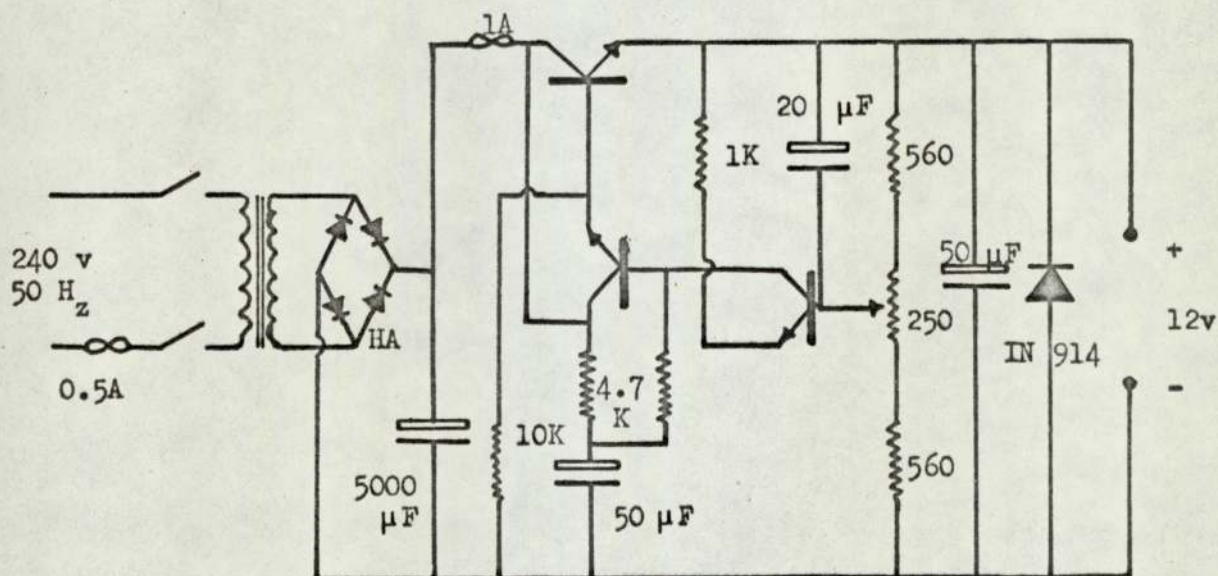 1A
20 μF
1K
560
240 v
50 Hz
50 μF
+
12v
250
HA
IN 914
0.5A
4.7
K
-
10K
560
5000
μF
50 μF